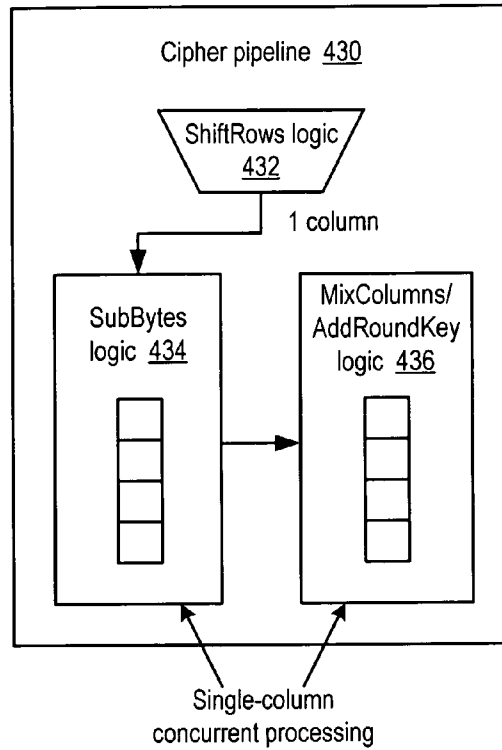 Cipher pipeline 430
ShiftRows logic
432
1 column
SubBytes
logic 434
MixColumns/
AddRoundKey
logic 436
Single-column
concurrent processing